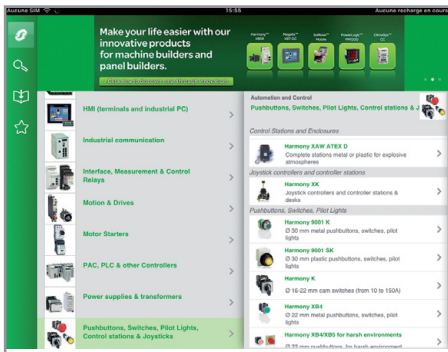 Aucune SIM
15:55
Aucune recharge en cours
Make your life easier with our
innovative products
for machine builders and
panel builders.
HMI (terminals and industrial PC)
Industrial communication
Interface, Measurement & Control
Relays
Motion & Drives
Motor Starters
PAC, PLC & other Controllers
Power supplies & transformers
Pushbuttons, Switches, Pilot Lights,
Control stations & Joysticks
Automation and Control
Pushbuttons, Switches, Pilot Lights, Control stations & J
Control Stations and Enclosures
Harmony XAW ATEX D
Complete stations metal or plastic for explosive
atmospheres
Joystick controllers and controller stations
Harmony XK
Joystick controllers and controller stations &
desks
Pushbuttons, Switches, Pilot Lights
Harmony 9001 K
Ø 30 mm metal pushbuttons, switches, pilot
lights
Harmony 9001 SK
Ø 30 mm plastic pushbuttons, switches, pilot
lights
Harmony K
Ø 16-22 mm cam switches (from 10 to 150A)
Harmony XB4
Ø 22 mm metal pushbuttons, switches, pilot
lights
Harmony XB4/XB5 for harsh environments
Ø 22 mm pushbuttons for harsh environment